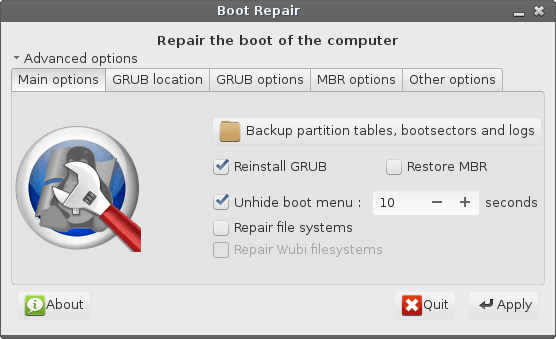 Boot Repair
Repair the boot of the computer
Advanced options
Main options GRUB location GRUB options MBR options Other options
Backup partition tables, bootsectors and logs
Reinstall GRUB Restore MBR
Unhide boot menu : 10 seconds
Repair file systems
Repair Wubi filesystems
About Quit Apply